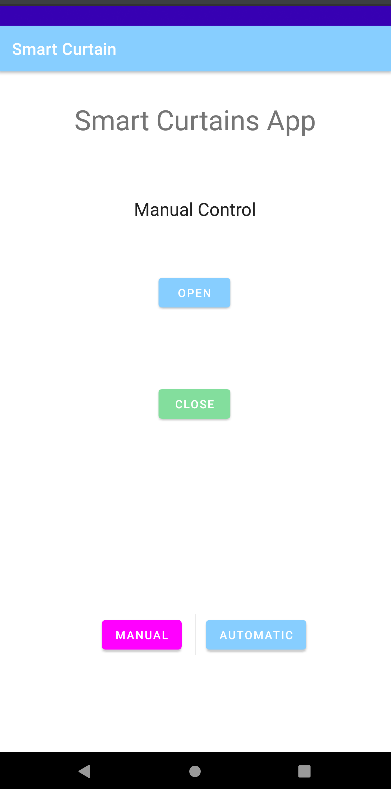 Smart Curtain
Smart Curtains App
Manual Control
OPEN
CLOSE
MANUAL AUTOMATIC